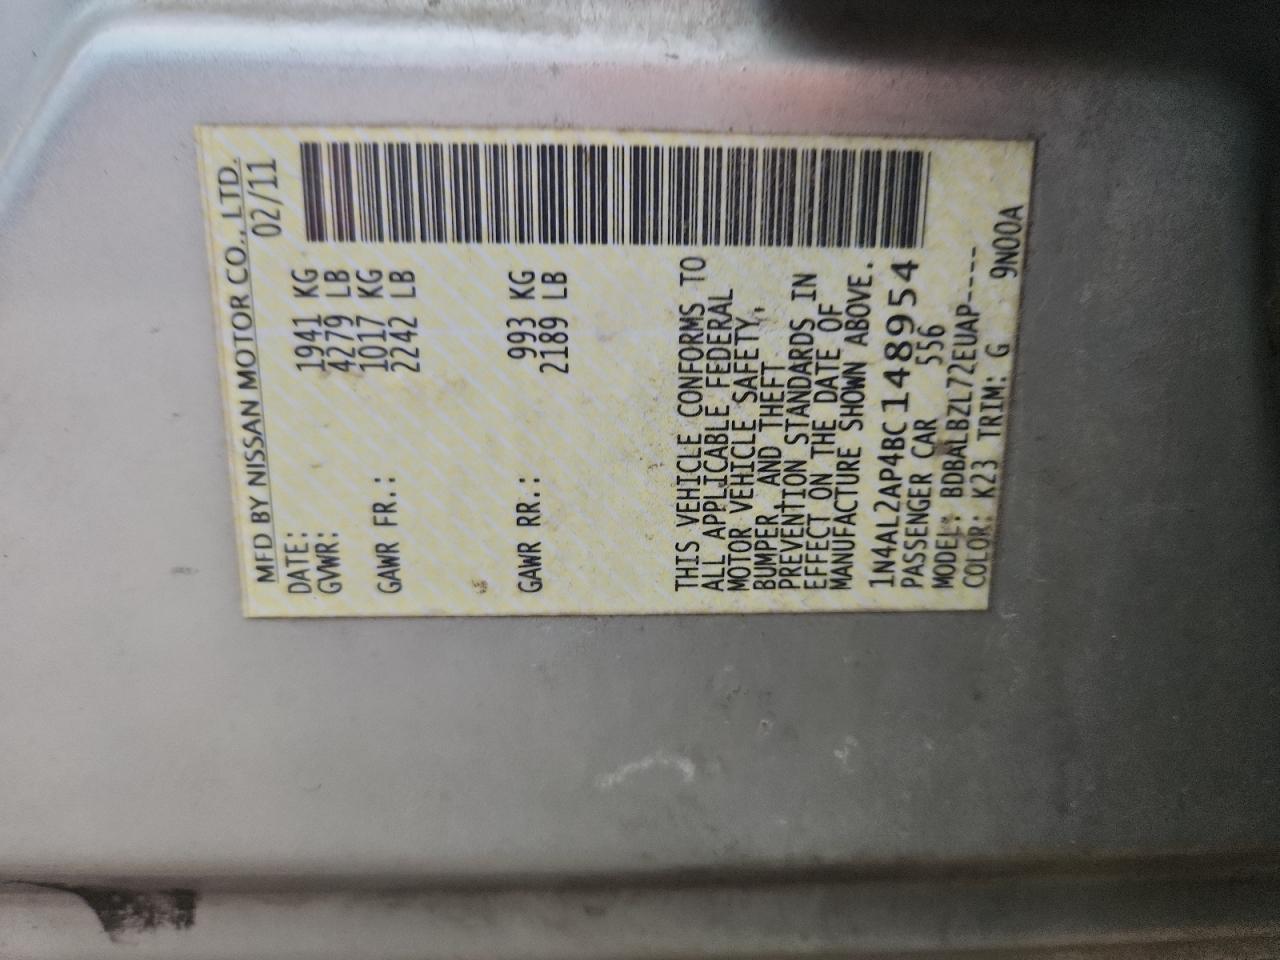 MFD BY NISSAN MOTOR CO., LTD.
DATE: 02/11
GVWR: 1941 KG
4279 LB
GAWR FR.: 1017 KG
2242 LB
GAWR RR.: 993 KG
2189 LB
THIS VEHICLE CONFORMS TO
ALL APPLICABLE FEDERAL
MOTOR VEHICLE SAFETY,
BUMPER, AND THEFT
PREVENTION STANDARDS IN
EFFECT ON THE DATE OF
MANUFACTURE SHOWN ABOVE.
1N4AL2AP4BC148954
PASSENGER CAR 556
MODEL: BDBALBZL72EUAP----
COLOR: K23 TRIM: G 9N00A